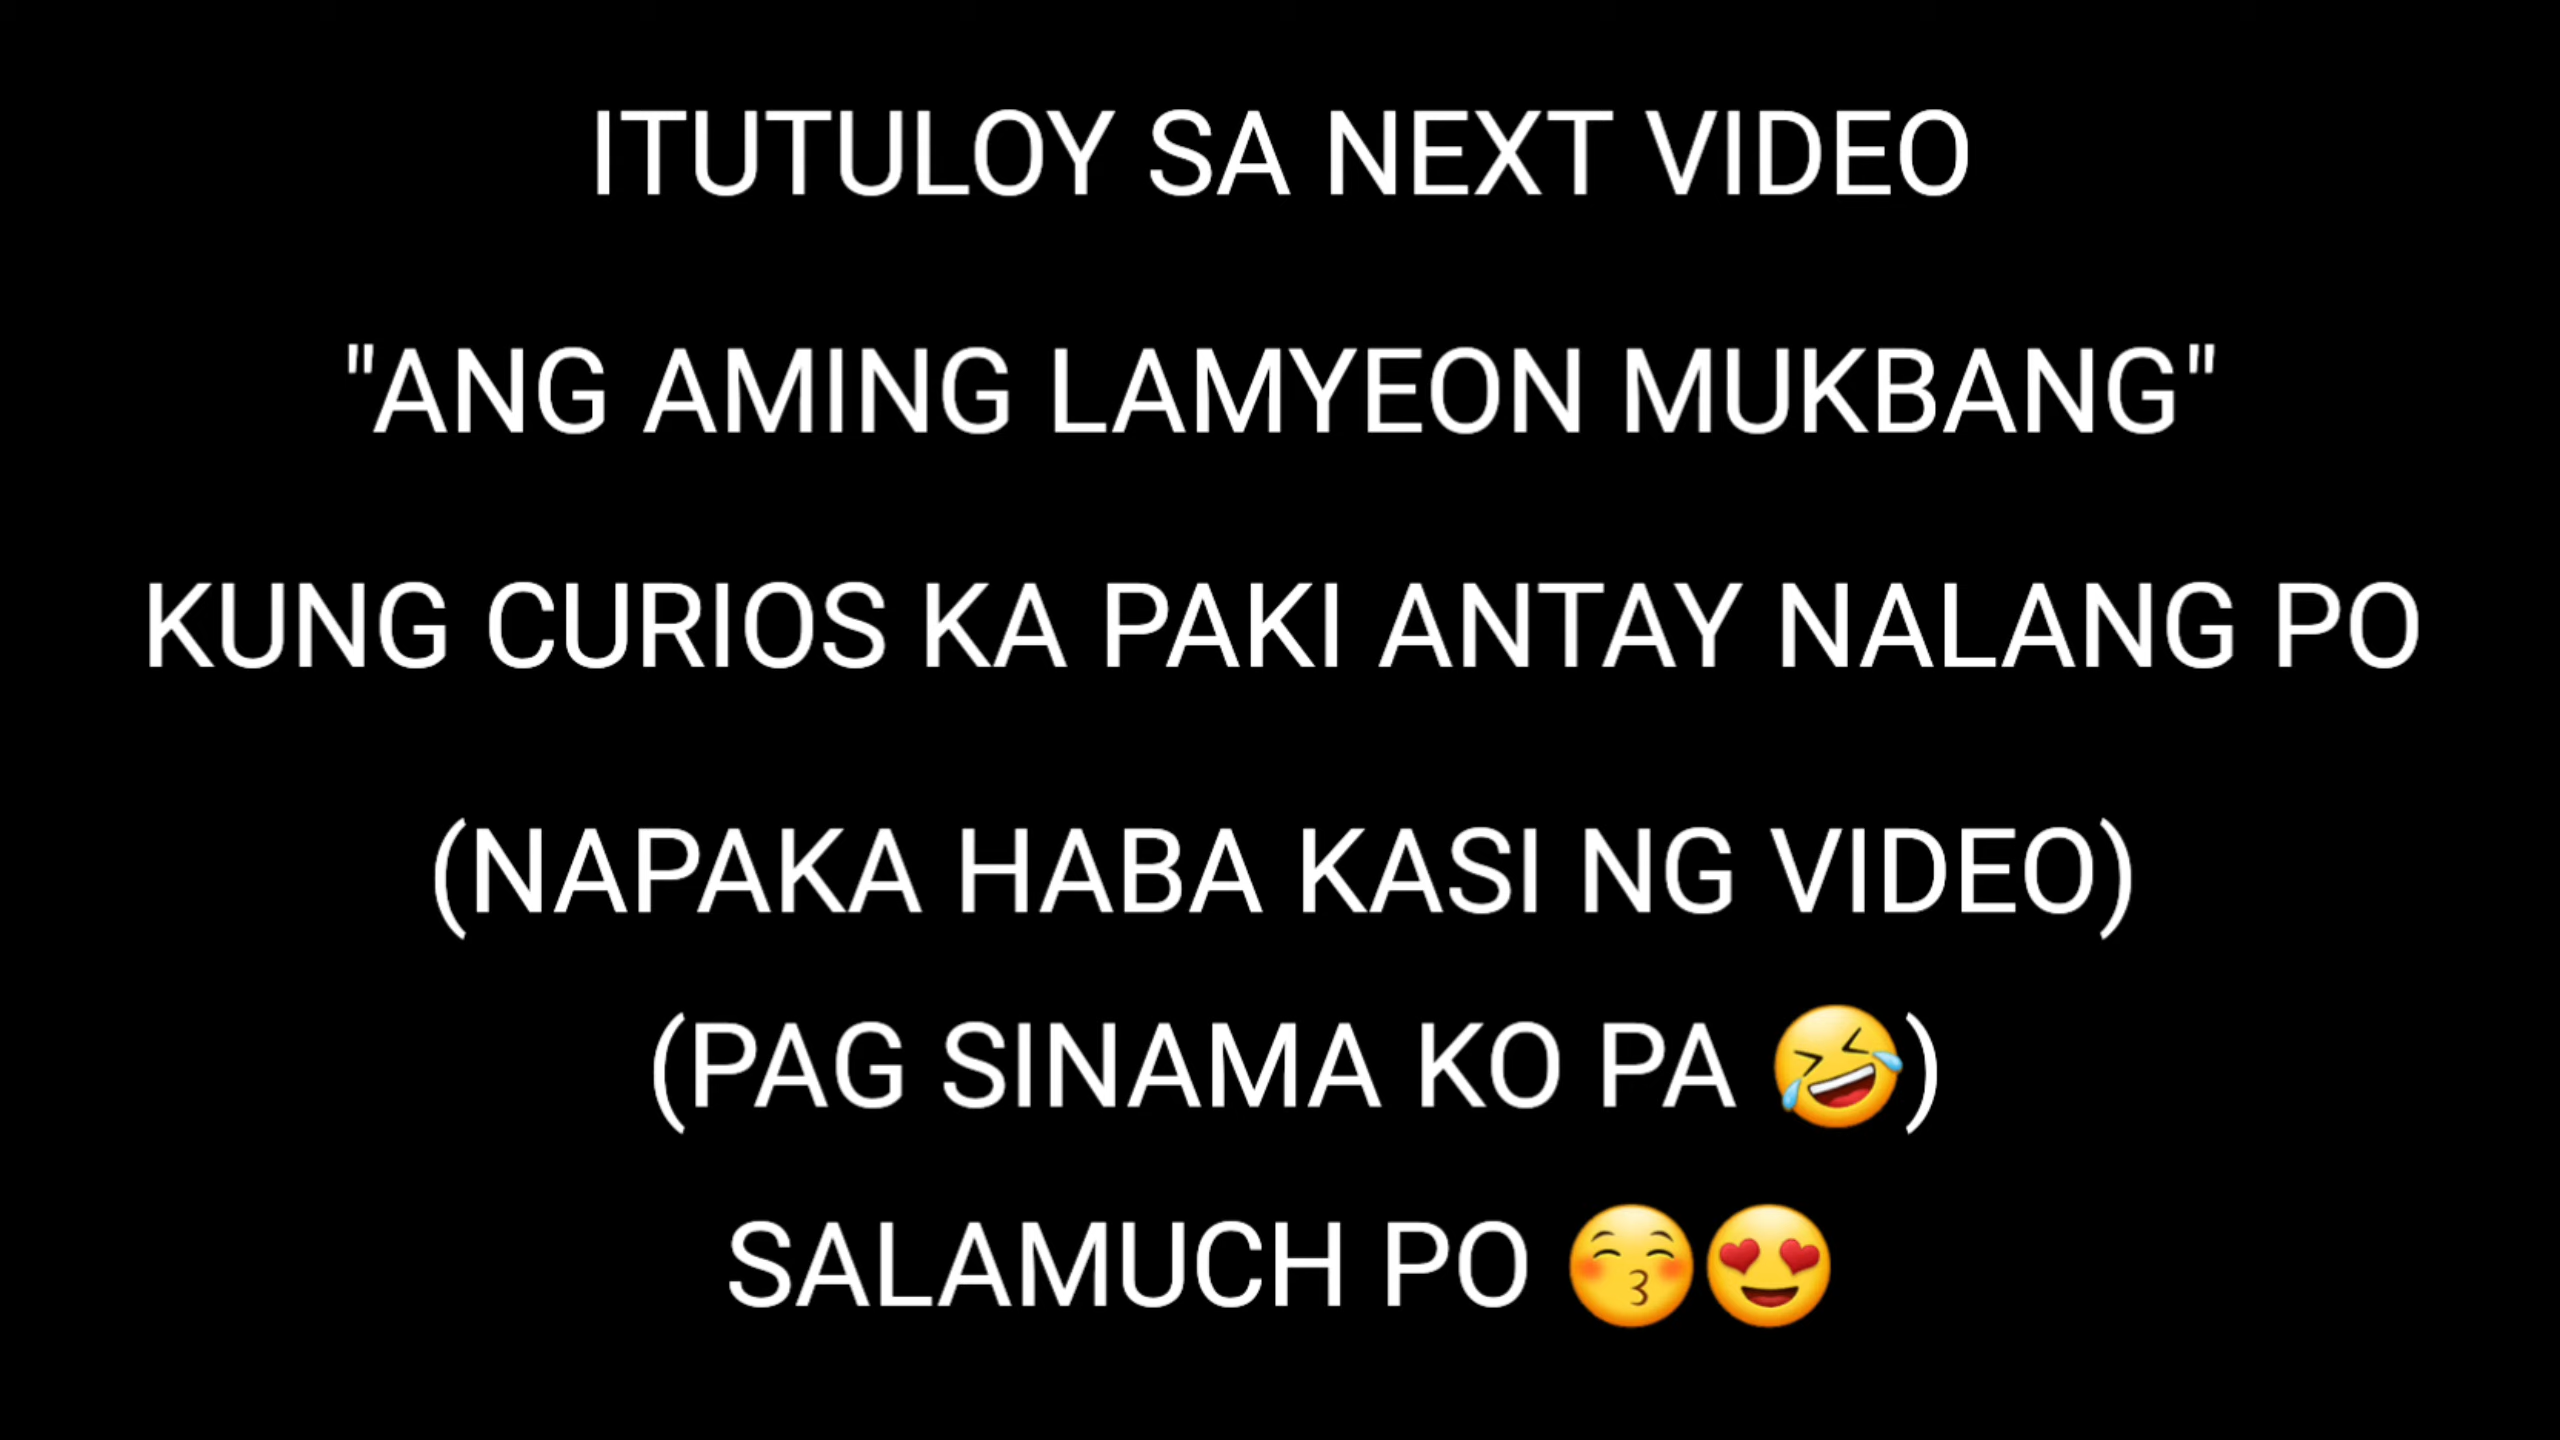 ITUTULOY SA NEXT VIDEO
"ANG AMING LAMYEON MUKBANG"
KUNG CURIOS KA PAKI ANTAY NALANG PO
(NAPAKA HABA KASI NG VIDEO)
(PAG SINAMA KO PA 🤣)
SALAMUCH PO 😚😍